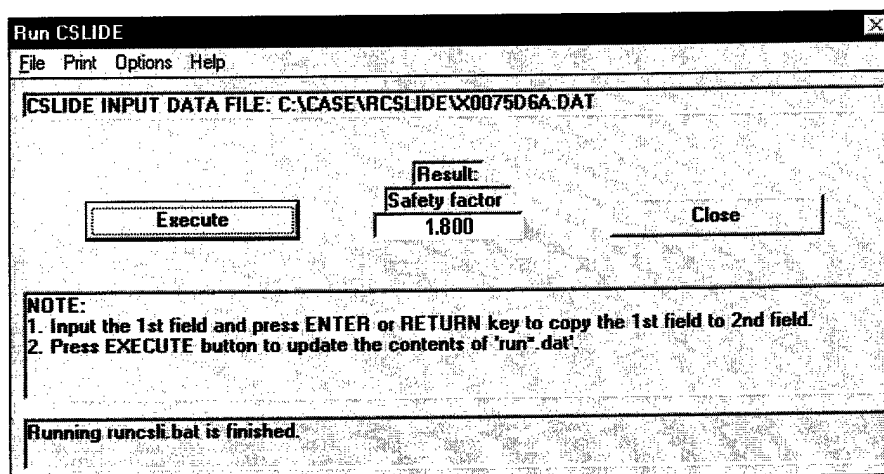 Run CSLIDE
File Print Options Help
CSLIDE INPUT DATA FILE: C:\CASE\RCSLIDE\X0075D6A.DAT
Result:
Safety factor
Execute
1.800
Close
NOTE:
1. Input the 1st field and press ENTER or RETURN key to copy the 1st field to 2nd field.
2. Press EXECUTE button to update the contents of 'run*.dat'.
Running runcsli.bat is finished.